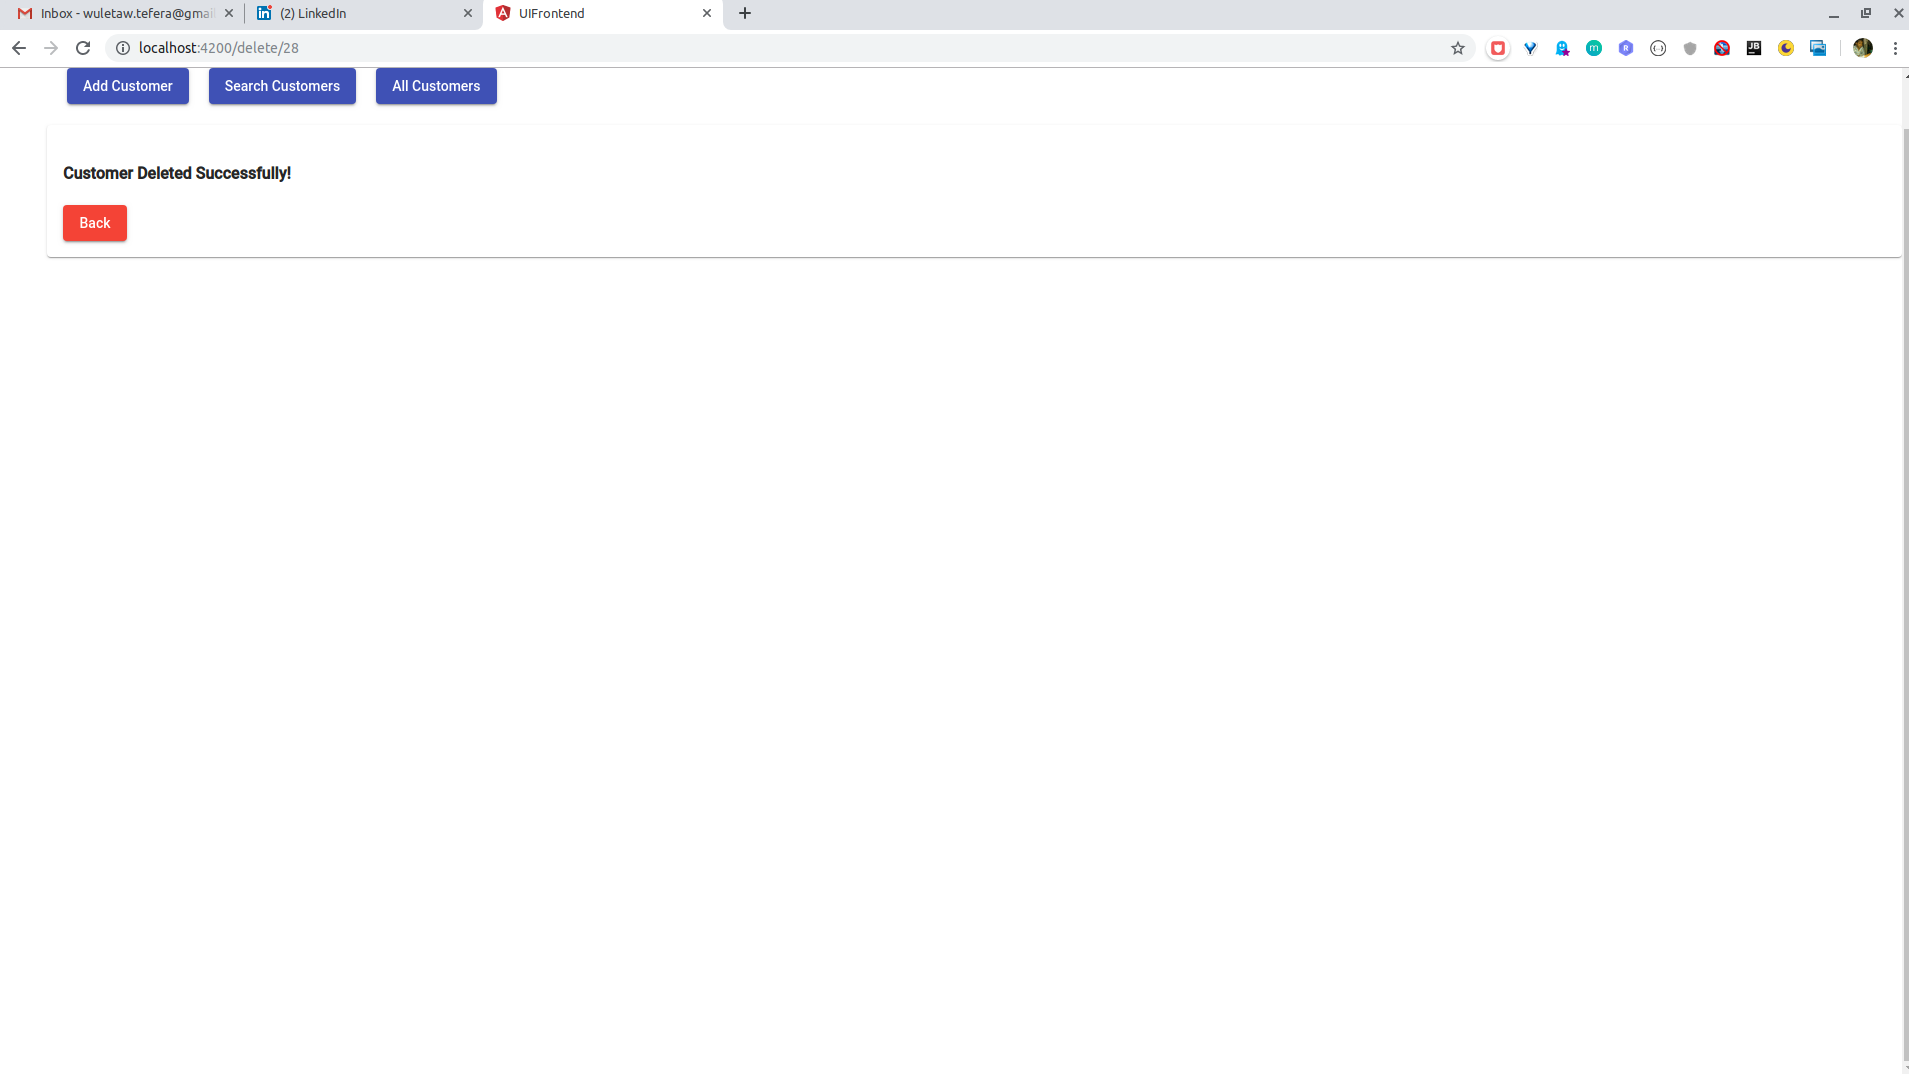 Inbox - wuletaw.tefera@gmai
(2) LinkedIn
UIFrontend
localhost:4200/delete/28
Add Customer
Search Customers
All Customers
Customer Deleted Successfully!
Back